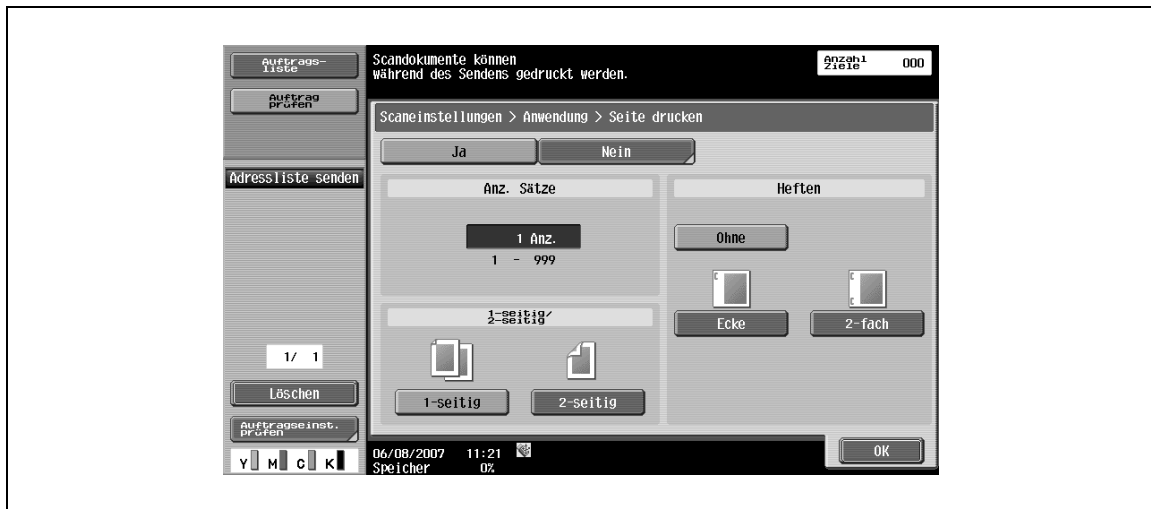 Auftrags-
liste
Auftrag
prüfen
Adressliste senden
1/ 1
Löschen
Auftragseinst.
prüfen
Y M C K
Scandokumente können
während des Sendens gedruckt werden.
Anzahl
Ziele
000
Scaneinstellungen > Anwendung > Seite drucken
Ja
Nein
Anz. Sätze
1 Anz.
1 - 999
1-seitig/
2-seitig
1-seitig
2-seitig
Heften
Ohne
Ecke
2-fach
06/08/2007 11:21
Speicher 0%
OK